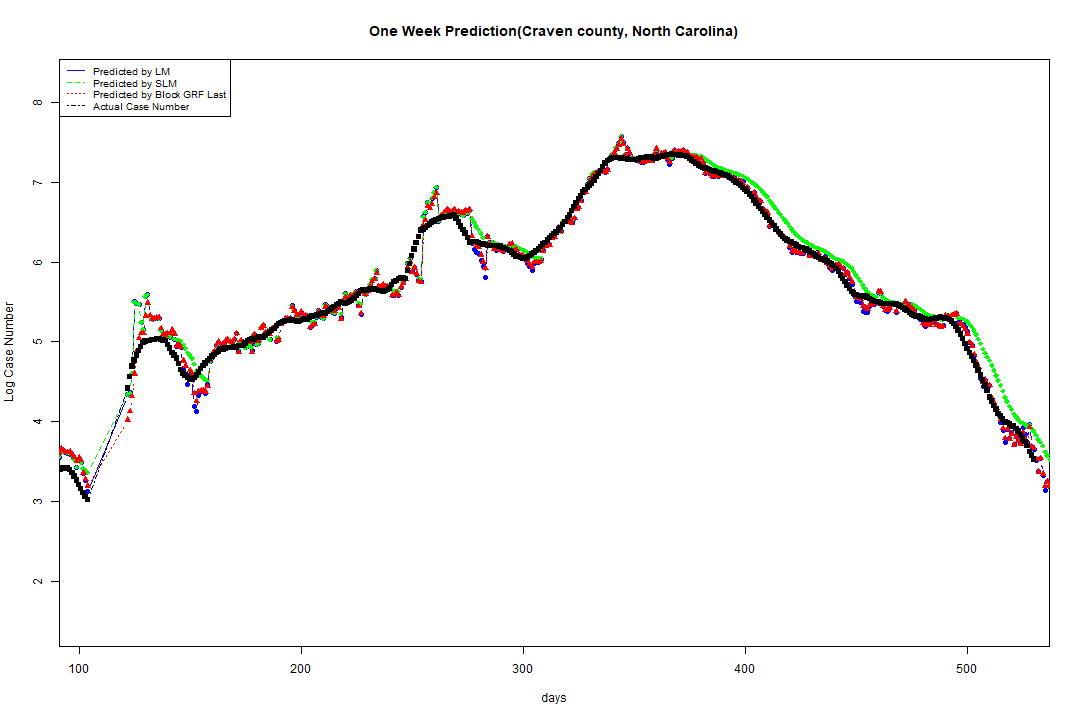 One Week Prediction(Craven county, North Carolina)
Predicted by LM
Predicted by SLM
Predicted by Block GRF Last
Actual Case Number
8
7
6
5
4
3
2
Log Case Number
100 200 300 400 500
days